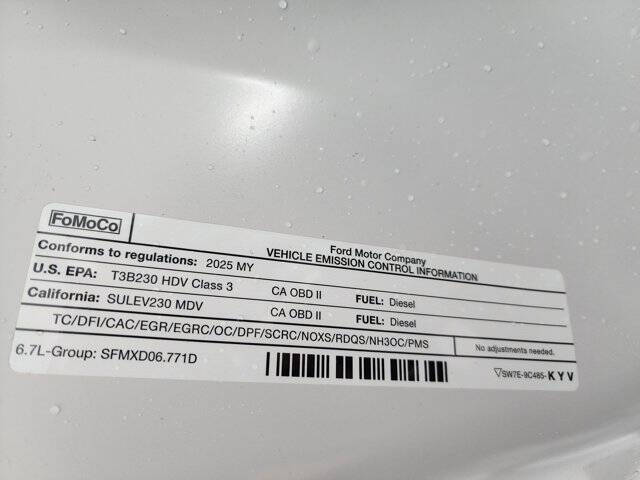 FoMoCo
Ford Motor Company
VEHICLE EMISSION CONTROL INFORMATION
Conforms to regulations: 2025 MY
U.S. EPA: T3B230 HDV Class 3 CA OBD II FUEL: Diesel
California: SULEV230 MDV CA OBD II FUEL: Diesel
TC/DFI/CAC/EGR/EGRC/OC/DPF/SCRC/NOXS/RDQS/NH3OC/PMS No adjustments needed.
6.7L-Group: SFMXD06.771D ▽SW7E-9C485-KYV